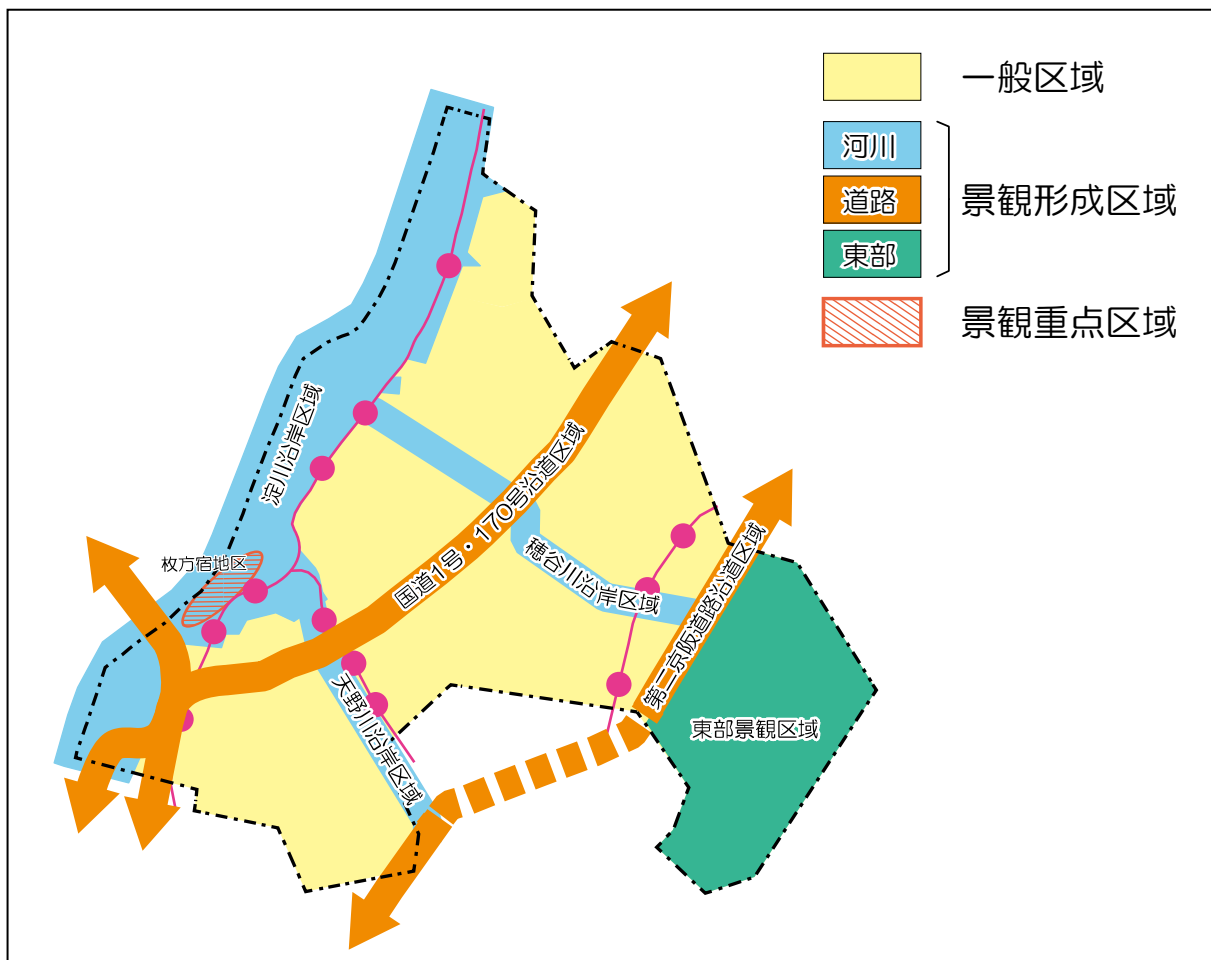 一般区域
河川
道路
東部
景観形成区域
景観重点区域
淀川沿岸区域
枚方宿地区
国道1号・170号沿道区域
穂谷川沿岸区域
第二京阪道路沿道区域
天野川沿岸区域
東部景観区域